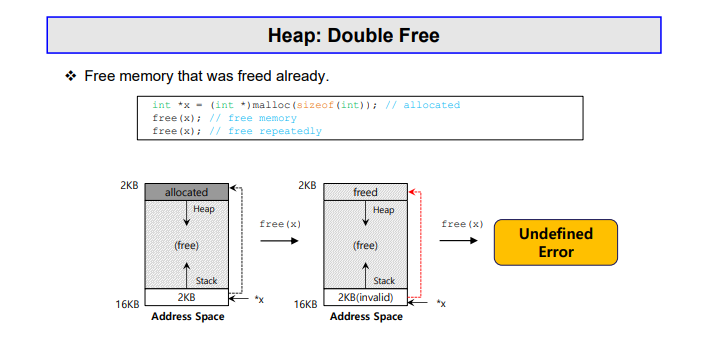 Heap: Double Free
❖ Free memory that was freed already.
int *x = (int *)malloc(sizeof(int)); // allocated
free(x); // free memory
free(x); // free repeatedly
2KB
allocated
Heap
(free)
Stack
2KB
16KB
*x
Address Space
free(x)
2KB
freed
Heap
(free)
Stack
2KB(invalid)
16KB
*x
Address Space
free(x)
Undefined
Error